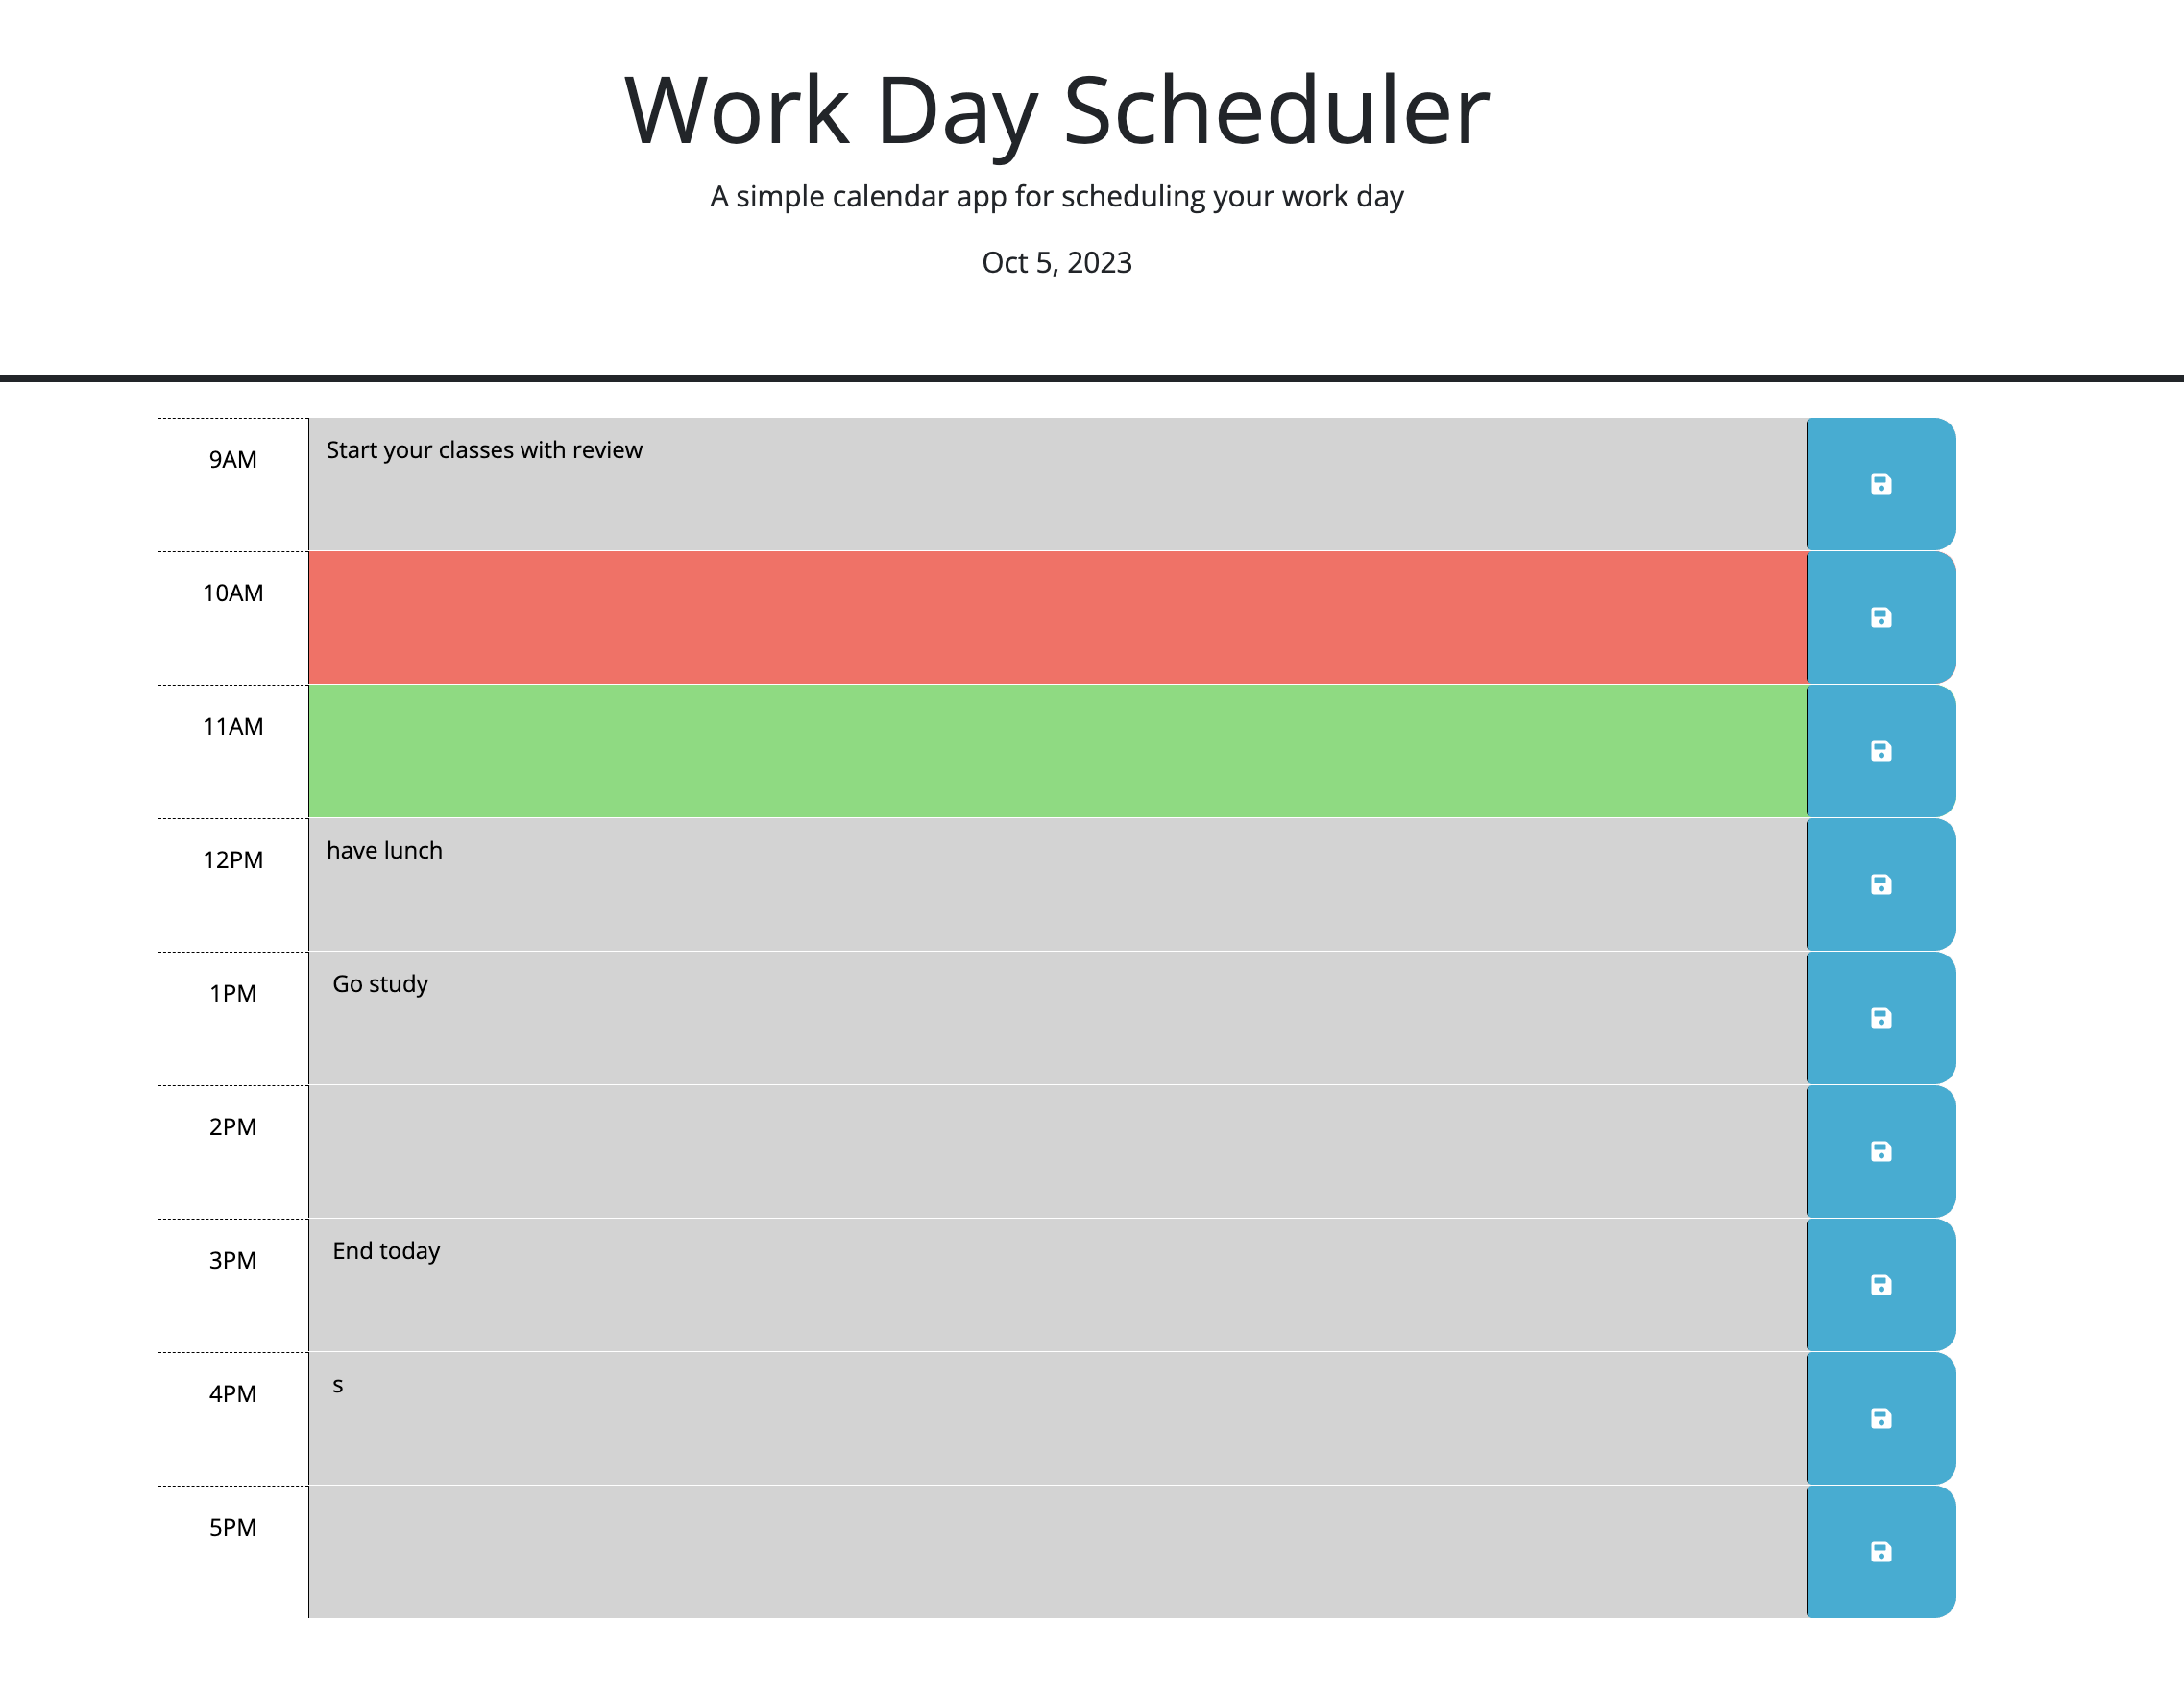 Work Day Scheduler
A simple calendar app for scheduling your work day
Oct 5, 2023
9AM Start your classes with review
10AM
11AM
12PM have lunch
1PM Go study
2PM
3PM End today
4PM s
5PM